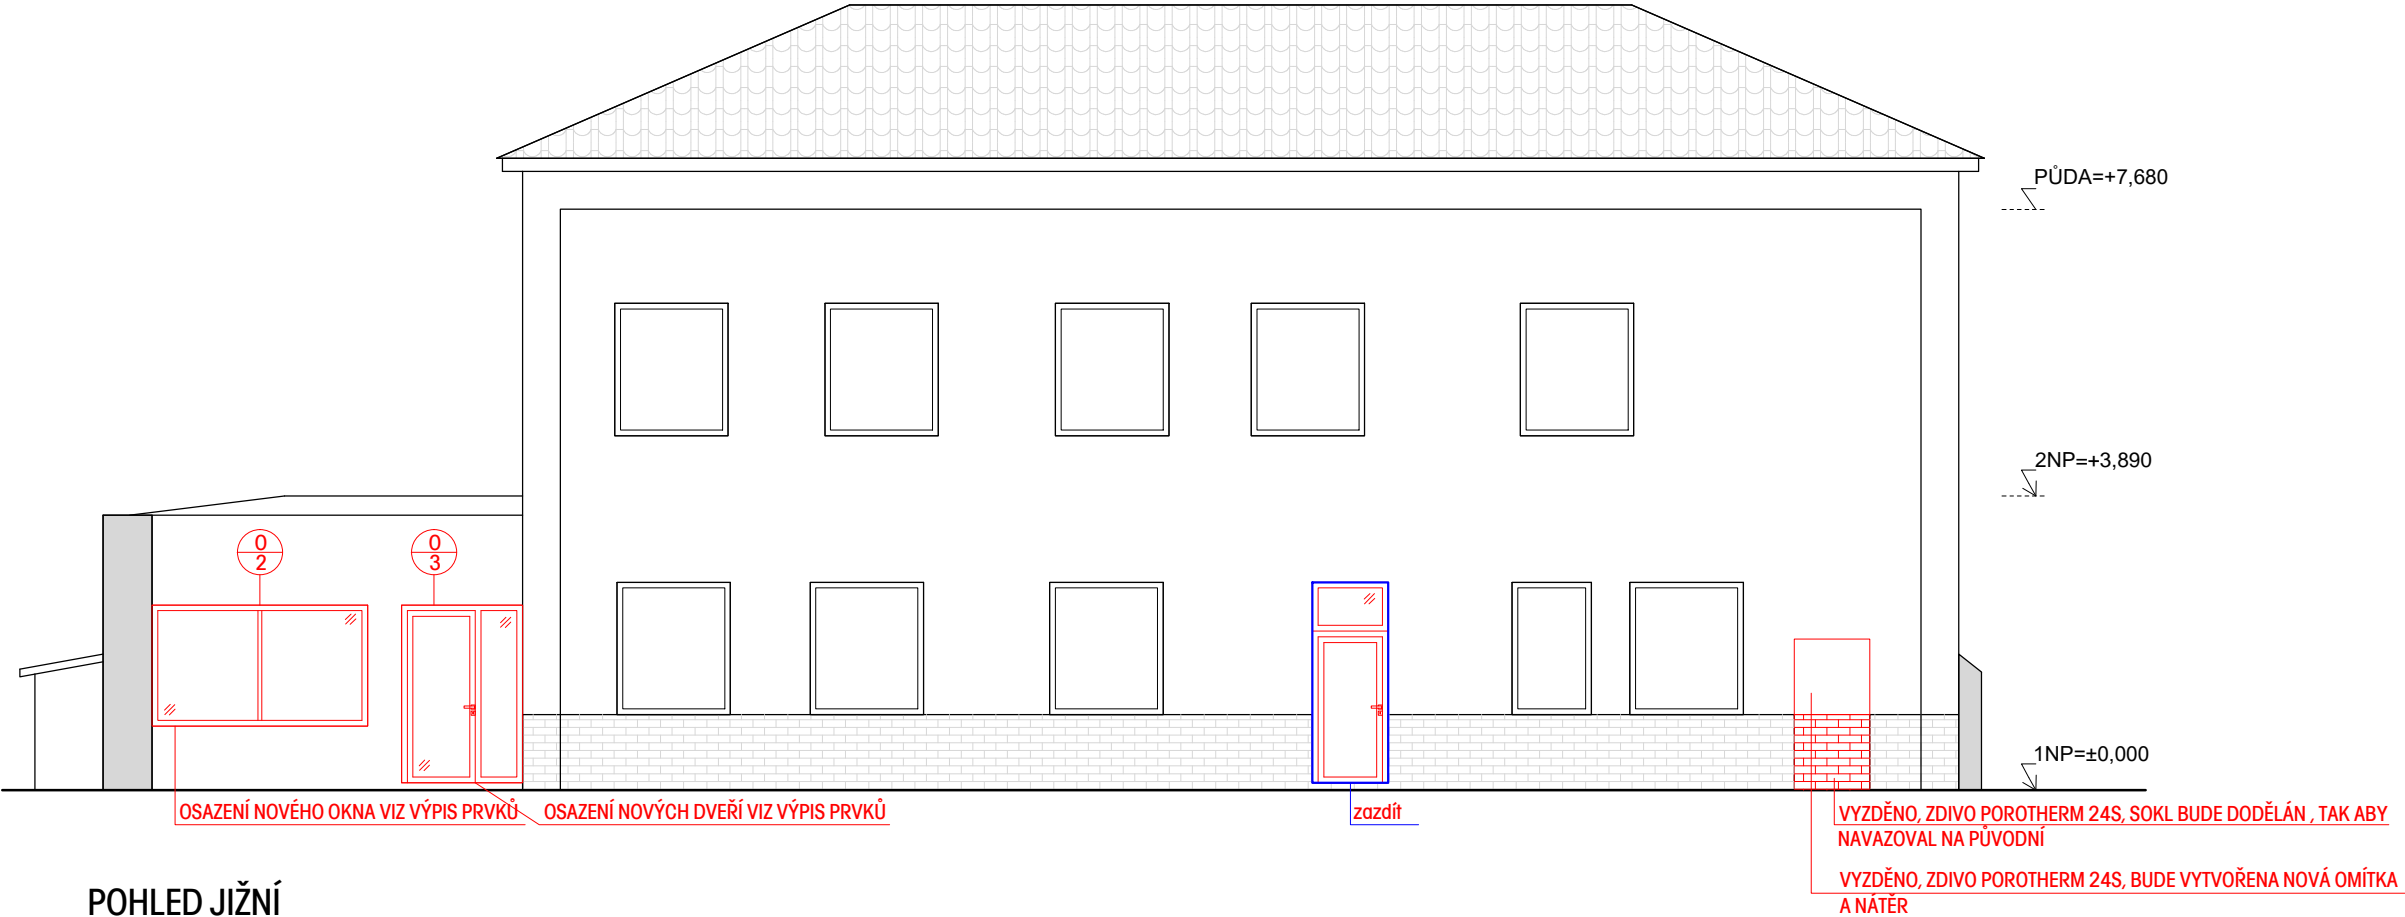 PŮDA=+7,680
2NP=+3,890
O
2
O
3
1NP=±0,000
OSAZENÍ NOVÉHO OKNA VIZ VÝPIS PRVKŮ
OSAZENÍ NOVÝCH DVEŘÍ VIZ VÝPIS PRVKŮ
zazdít
VYZDĚNO, ZDIVO POROTHERM 24S, SOKL BUDE DODĚLÁN , TAK ABY
NAVAZOVAL NA PŮVODNÍ
VYZDĚNO, ZDIVO POROTHERM 24S, BUDE VYTVOŘENA NOVÁ OMÍTKA
A NÁTĚR
POHLED JIŽNÍ